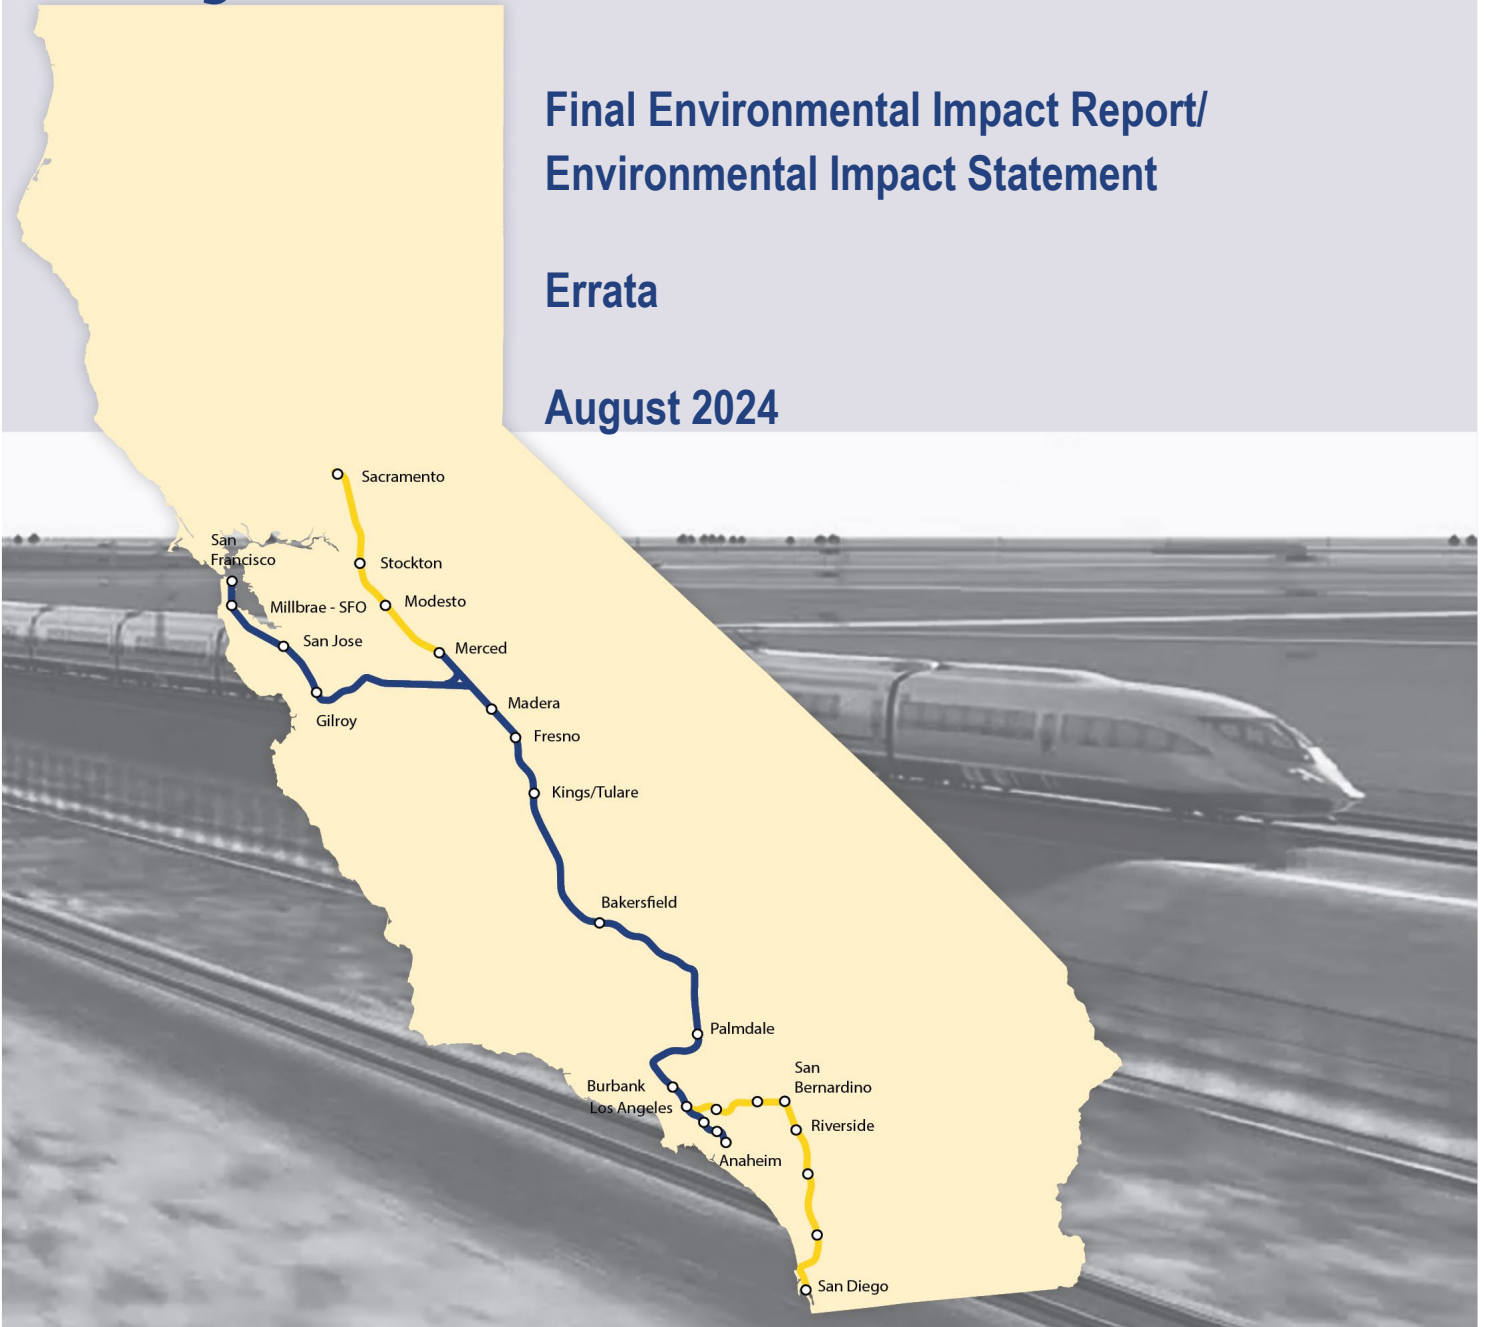 Final Environmental Impact Report/
Environmental Impact Statement
Errata
August 2024
Sacramento
San
Francisco
Stockton
Modesto
Millbrae - SFO
San Jose
Merced
Gilroy
Madera
Fresno
Kings/Tulare
Bakersfield
Palmdale
San
Bernardino
Burbank
Los Angeles
Riverside
Anaheim
San Diego